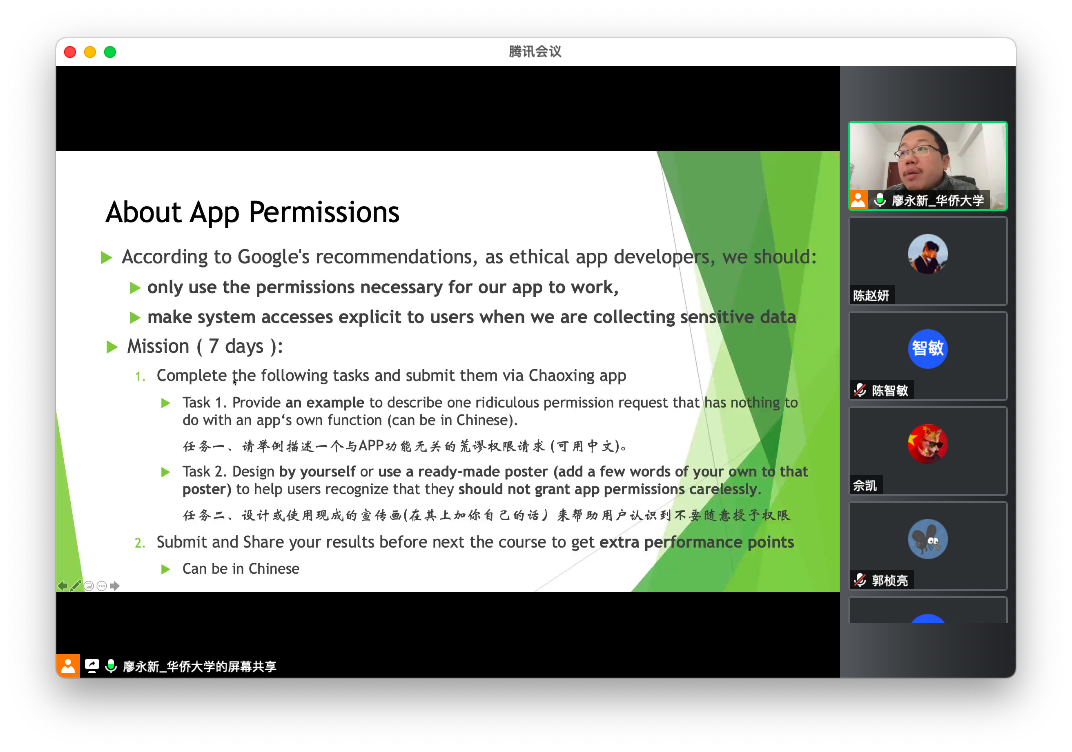 腾讯会议
About App Permissions
According to Google's recommendations, as ethical app developers, we should:
only use the permissions necessary for our app to work,
make system accesses explicit to users when we are collecting sensitive data
Mission ( 7 days ):
1. Complete the following tasks and submit them via Chaoxing app
Task 1. Provide an example to describe one ridiculous permission request that has nothing to
do with an app‘s own function (can be in Chinese).
任务一、请举例描述一个与APP功能无关的荒谬权限请求 (可用中文)。
Task 2. Design by yourself or use a ready-made poster (add a few words of your own to that
poster) to help users recognize that they should not grant app permissions carelessly.
任务二、设计或使用现成的宣传画(在其上加你自己的话) 来帮助用户认识到不要随意授予权限
2. Submit and Share your results before next the course to get extra performance points
Can be in Chinese
廖永新_华侨大学的屏幕共享
廖永新_华侨大学
陈赵妍
智敏
陈智敏
佘凯
郭桢亮